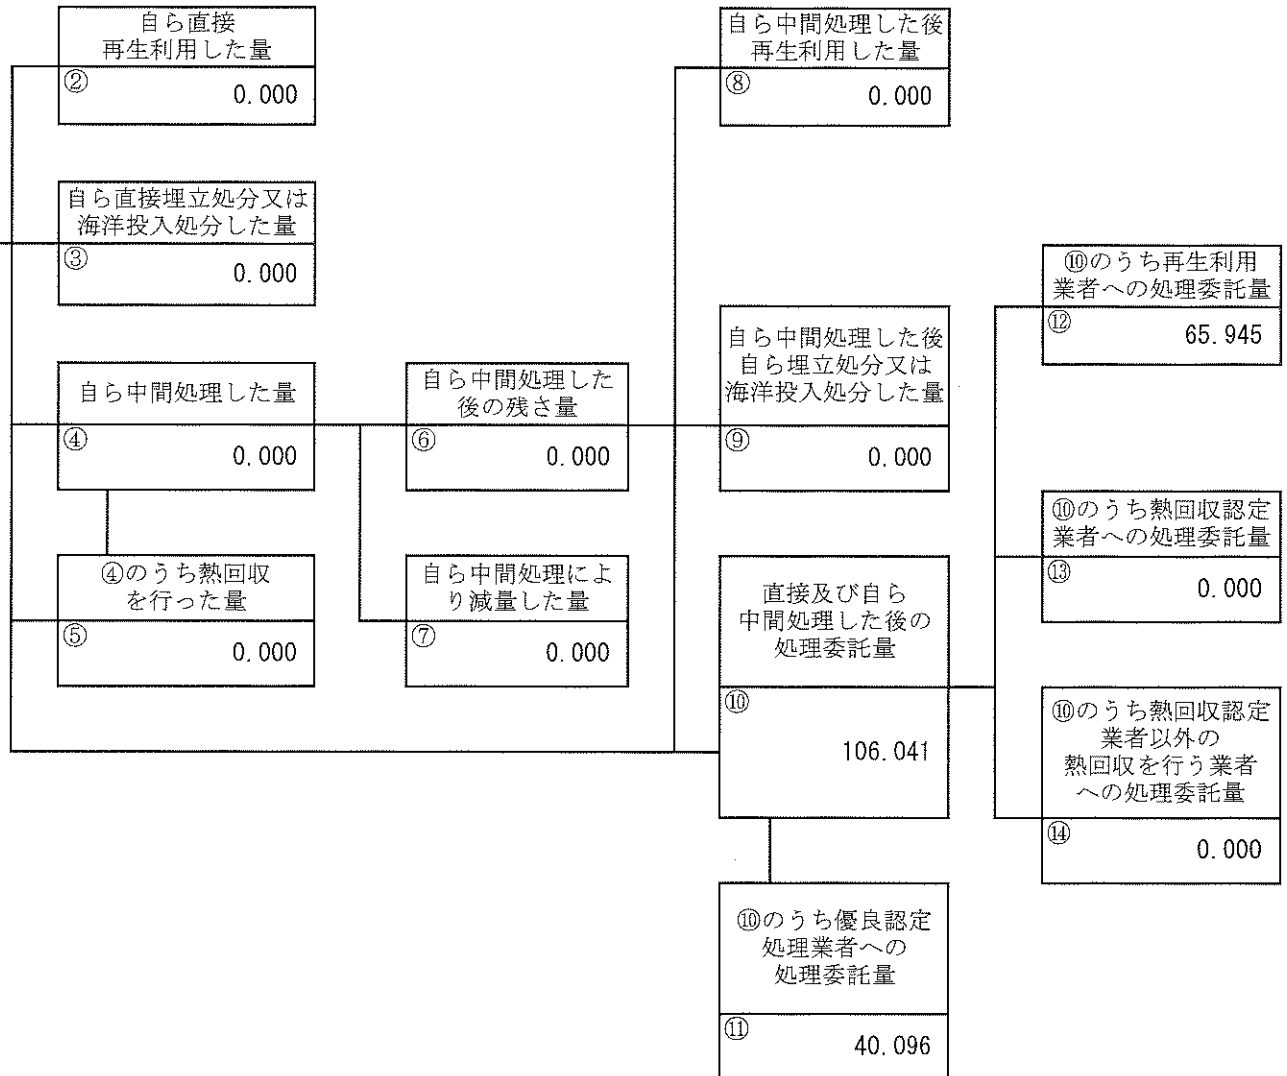 自ら直接
再生利用した量
②
0.000
自ら直接埋立処分又は
海洋投入処分した量
③
0.000
自ら中間処理した量
④
0.000
④のうち熱回収
を行った量
⑤
0.000
自ら中間処理した
後の残さ量
⑥
0.000
自ら中間処理によ
り減量した量
⑦
0.000
自ら中間処理した後
再生利用した量
⑧
0.000
自ら中間処理した後
自ら埋立処分又は
海洋投入処分した量
⑨
0.000
直接及び自ら
中間処理した後の
処理委託量
⑩
106.041
⑩のうち優良認定
処理業者への
処理委託量
⑪
40.096
⑩のうち再生利用
業者への処理委託量
⑫
65.945
⑩のうち熱回収認定
業者への処理委託量
⑬
0.000
⑩のうち熱回収認定
業者以外の
熱回収を行う業者
への処理委託量
⑭
0.000